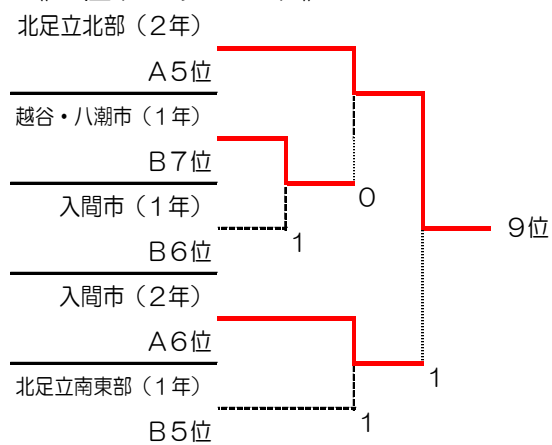 北足立北部（2年）
A5位
越谷・八潮市（1年）
B7位
0
入間市（1年）
9位
1
B6位
入間市（2年）
A6位
1
北足立南東部（1年）
1
B5位